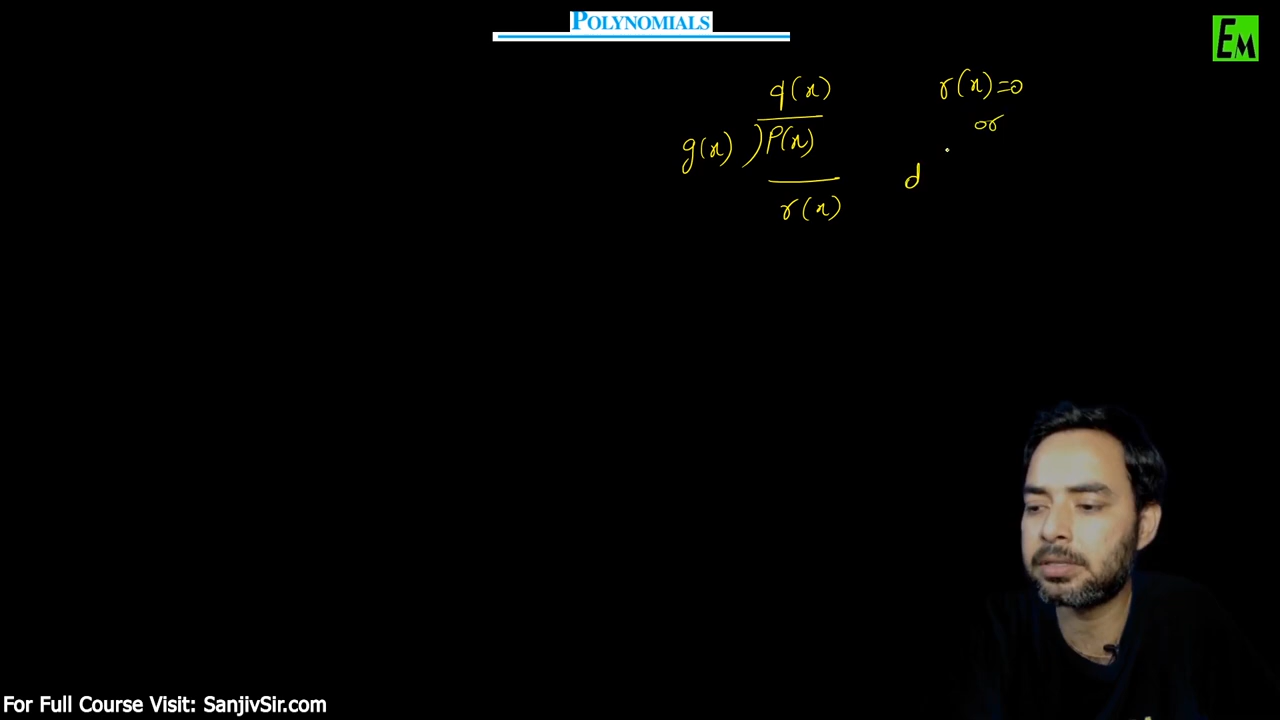 POLYNOMIALS
EM
q(x)
r(x)=0
or
g(x) ) P(x)
d
r(x)
For Full Course Visit: SanjivSir.com